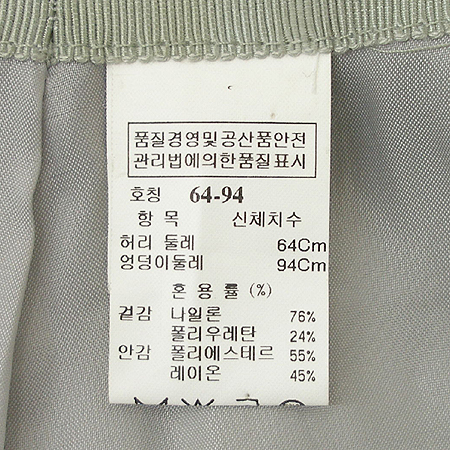 품질경영및공산품안전
관리법에의한품질표시
호칭 64-94
항 목 신체치수
허리 둘레 64Cm
엉덩이둘레 94Cm
혼 용 률 (%)
겉감 나일론 76%
폴리우레탄 24%
안감 폴리에스테르 55%
레이온 45%